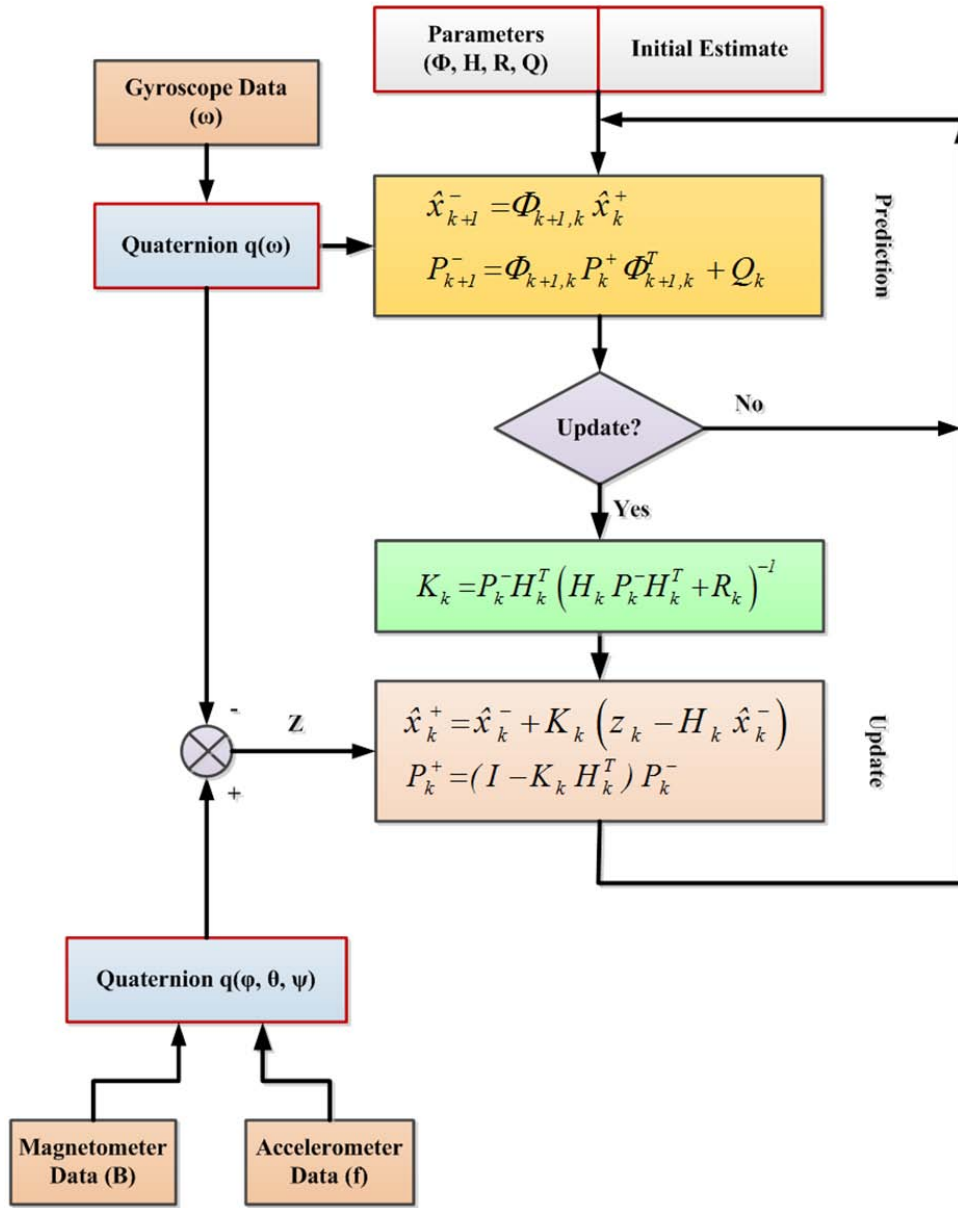 Parameters
(Φ, H, R, Q)
Initial Estimate
Gyroscope Data
(ω)
Quaternion q(ω)
x̂⁻ₖ₊₁ = Φₖ₊₁,ₖ x̂⁺ₖ
P⁻ₖ₊₁ = Φₖ₊₁,ₖ P⁺ₖ Φᵀₖ₊₁,ₖ + Qₖ
Prediction
Update?
No
Yes
Kₖ = P⁻ₖ Hᵀₖ (Hₖ P⁻ₖ Hᵀₖ + Rₖ)⁻¹
-
Z
+
x̂⁺ₖ = x̂⁻ₖ + Kₖ (zₖ − Hₖ x̂⁻ₖ)
P⁺ₖ = (I − Kₖ Hᵀₖ) P⁻ₖ
Update
Quaternion q(φ, θ, ψ)
Magnetometer
Data (B)
Accelerometer
Data (f)